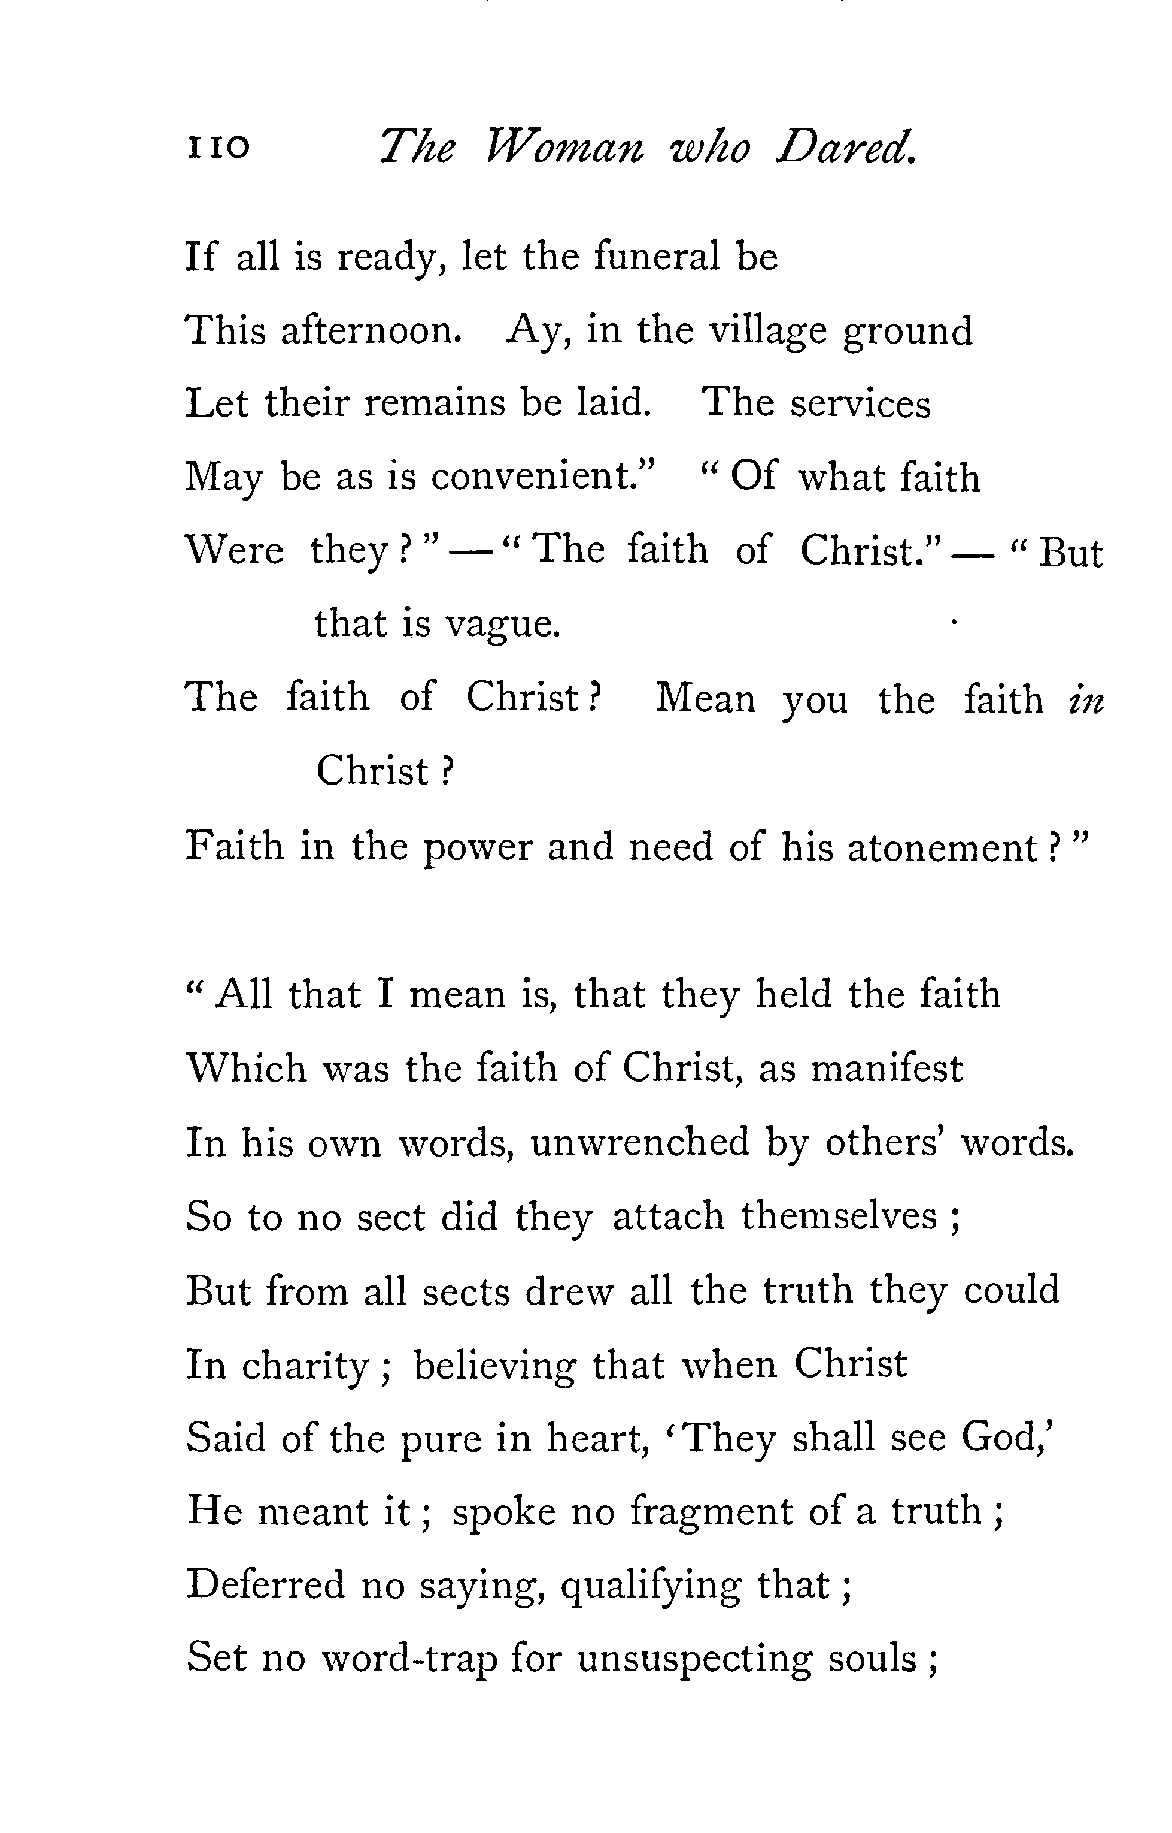 110 The Woman who Dared.
If all is ready, let the funeral be
This afternoon. Ay, in the village ground
Let their remains be laid. The services
May be as is convenient." "Of what faith
Were they?"—"The faith of Christ."—"But
that is vague.
The faith of Christ? Mean you the faith in
Christ?
Faith in the power and need of his atonement?"
"All that I mean is, that they held the faith
Which was the faith of Christ, as manifest
In his own words, unwrenched by others' words.
So to no sect did they attach themselves;
But from all sects drew all the truth they could
In charity; believing that when Christ
Said of the pure in heart, 'They shall see God,'
He meant it; spoke no fragment of a truth;
Deferred no saying, qualifying that;
Set no word-trap for unsuspecting souls;